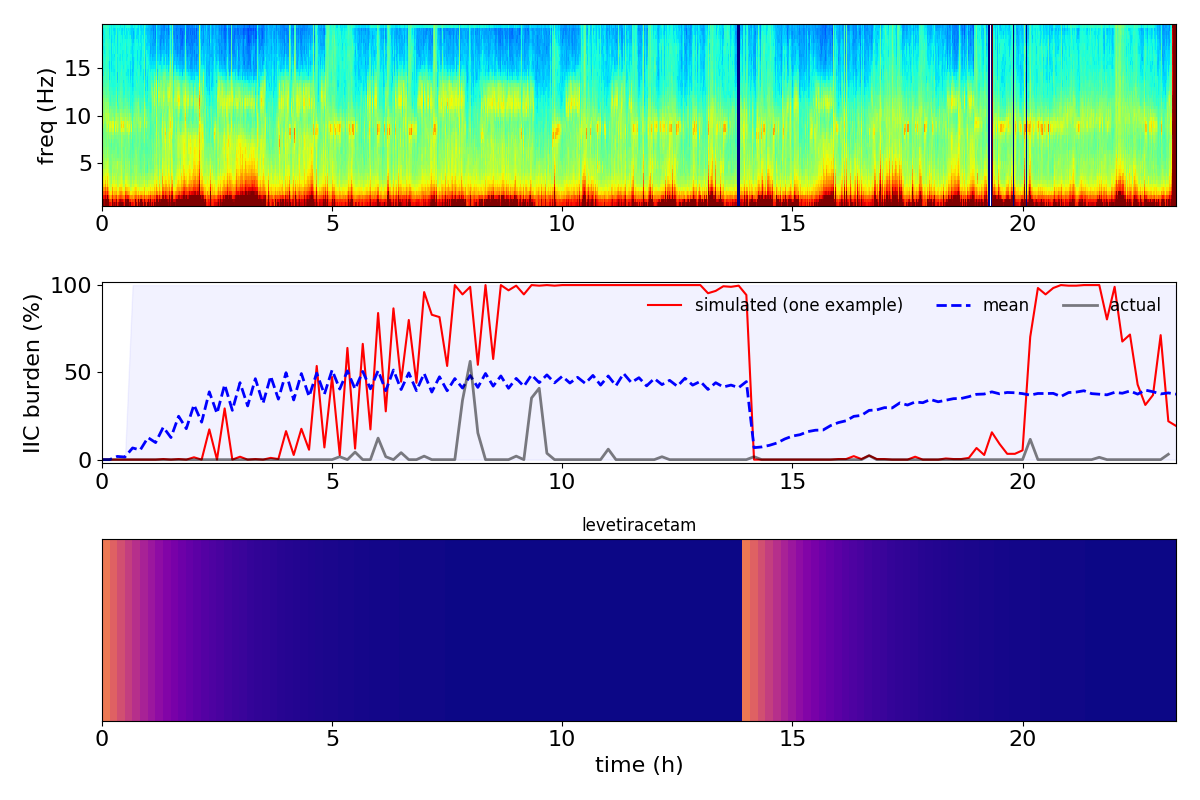 freq (Hz)
15
10
5
0 5 10 15 20
IIC burden (%)
100
50
0
simulated (one example) mean actual
0 5 10 15 20
levetiracetam
0 5 10 15 20
time (h)